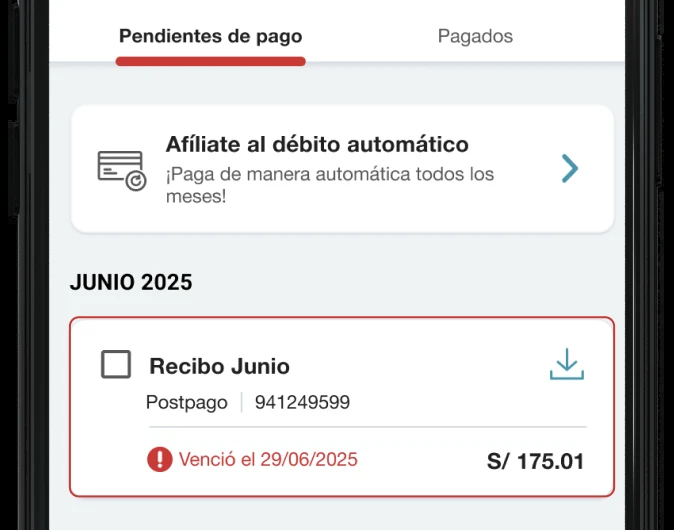 Pendientes de pago
Pagados
Afíliate al débito automático
¡Paga de manera automática todos los
meses!
JUNIO 2025
Recibo Junio
Postpago | 941249599
Venció el 29/06/2025
S/ 175.01